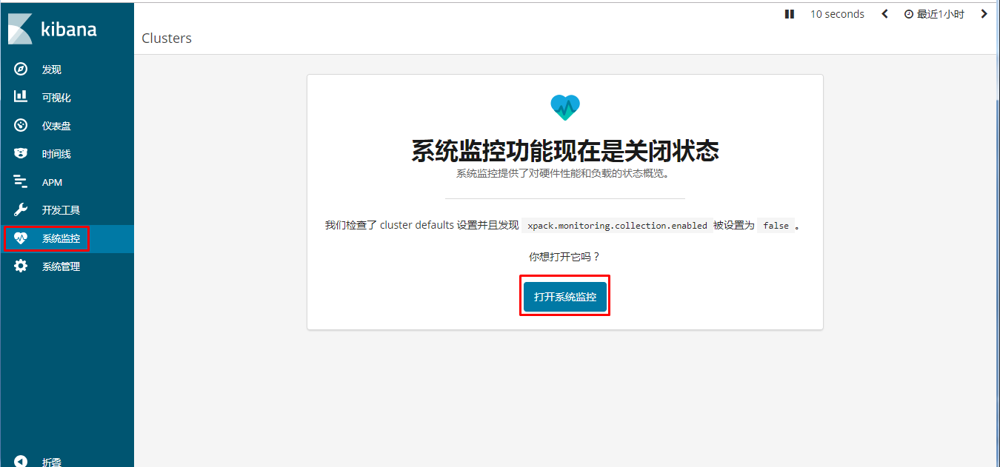 kibana
10 seconds
最近1小时
Clusters
发现
可视化
仪表盘
时间线
APM
开发工具
系统监控
系统管理
折叠
系统监控功能现在是关闭状态
系统监控提供了对硬件性能和负载的状态概览。
我们检查了 cluster defaults 设置并且发现 xpack.monitoring.collection.enabled 被设置为 false 。
你想打开它吗？
打开系统监控